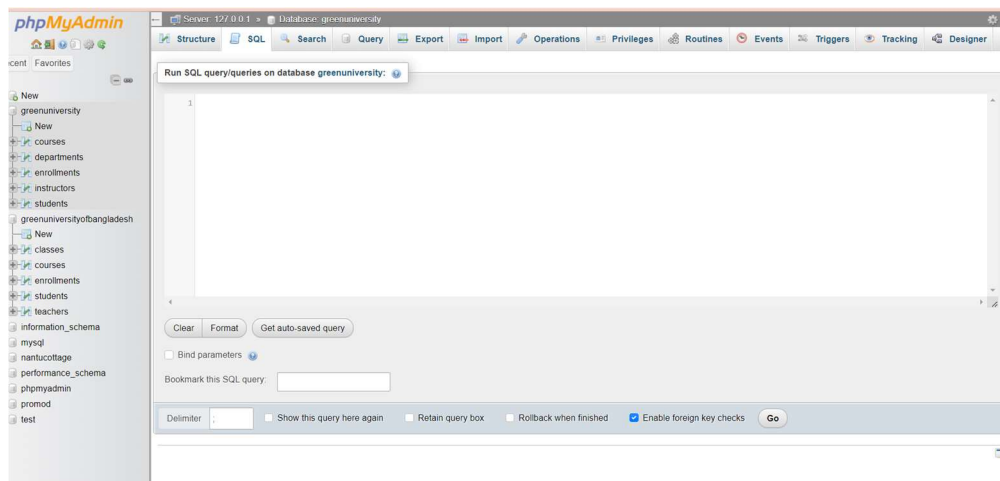 phpMyAdmin
Server: 127.0.0.1 » Database: greenuniversity
Structure SQL Search Query Export Import Operations Privileges Routines Events Triggers Tracking Designer
cent Favorites
New
greenuniversity
New
courses
departments
enrollments
instructors
students
greenuniversityofbangladesh
New
classes
courses
enrollments
students
teachers
information_schema
mysql
nantucottage
performance_schema
phpmyadmin
promod
test
Run SQL query/queries on database greenuniversity:
1
Clear Format Get auto-saved query
Bind parameters
Bookmark this SQL query:
Delimiter ; Show this query here again Retain query box Rollback when finished Enable foreign key checks Go